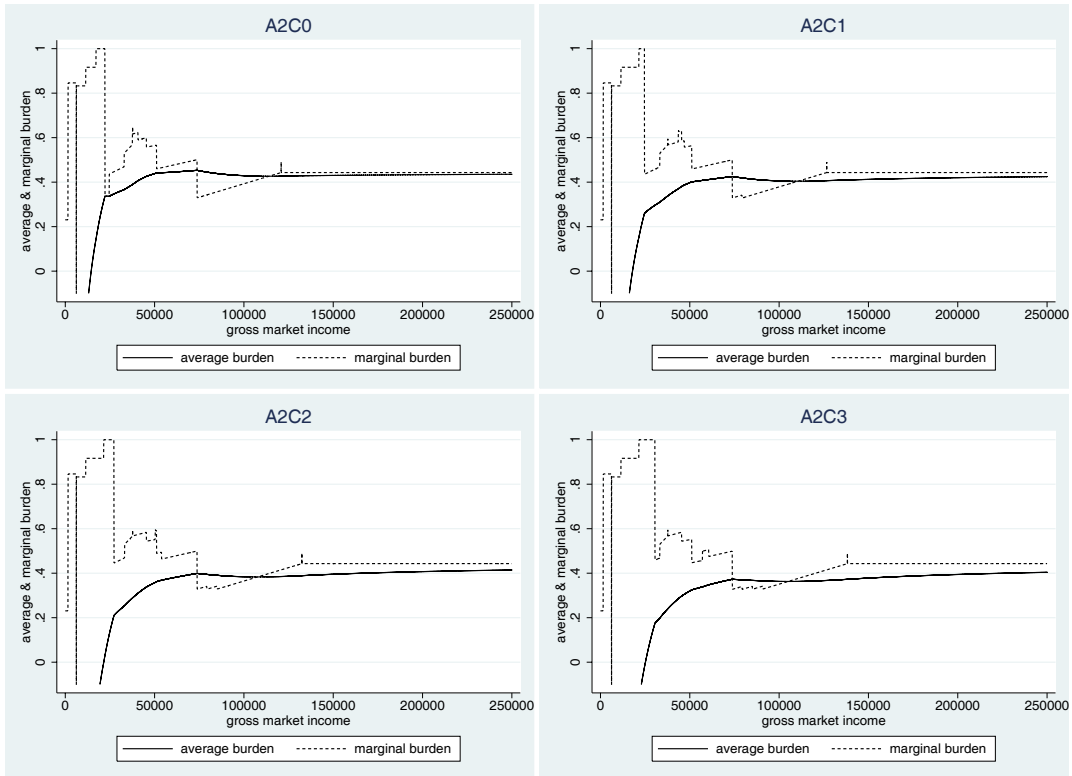 A2C0
average & marginal burden
1
.8
.6
.4
.2
0
0 50000 100000 150000 200000 250000
gross market income
average burden marginal burden
A2C1
average & marginal burden
1
.8
.6
.4
.2
0
0 50000 100000 150000 200000 250000
gross market income
average burden marginal burden
A2C2
average & marginal burden
1
.8
.6
.4
.2
0
0 50000 100000 150000 200000 250000
gross market income
average burden marginal burden
A2C3
average & marginal burden
1
.8
.6
.4
.2
0
0 50000 100000 150000 200000 250000
gross market income
average burden marginal burden